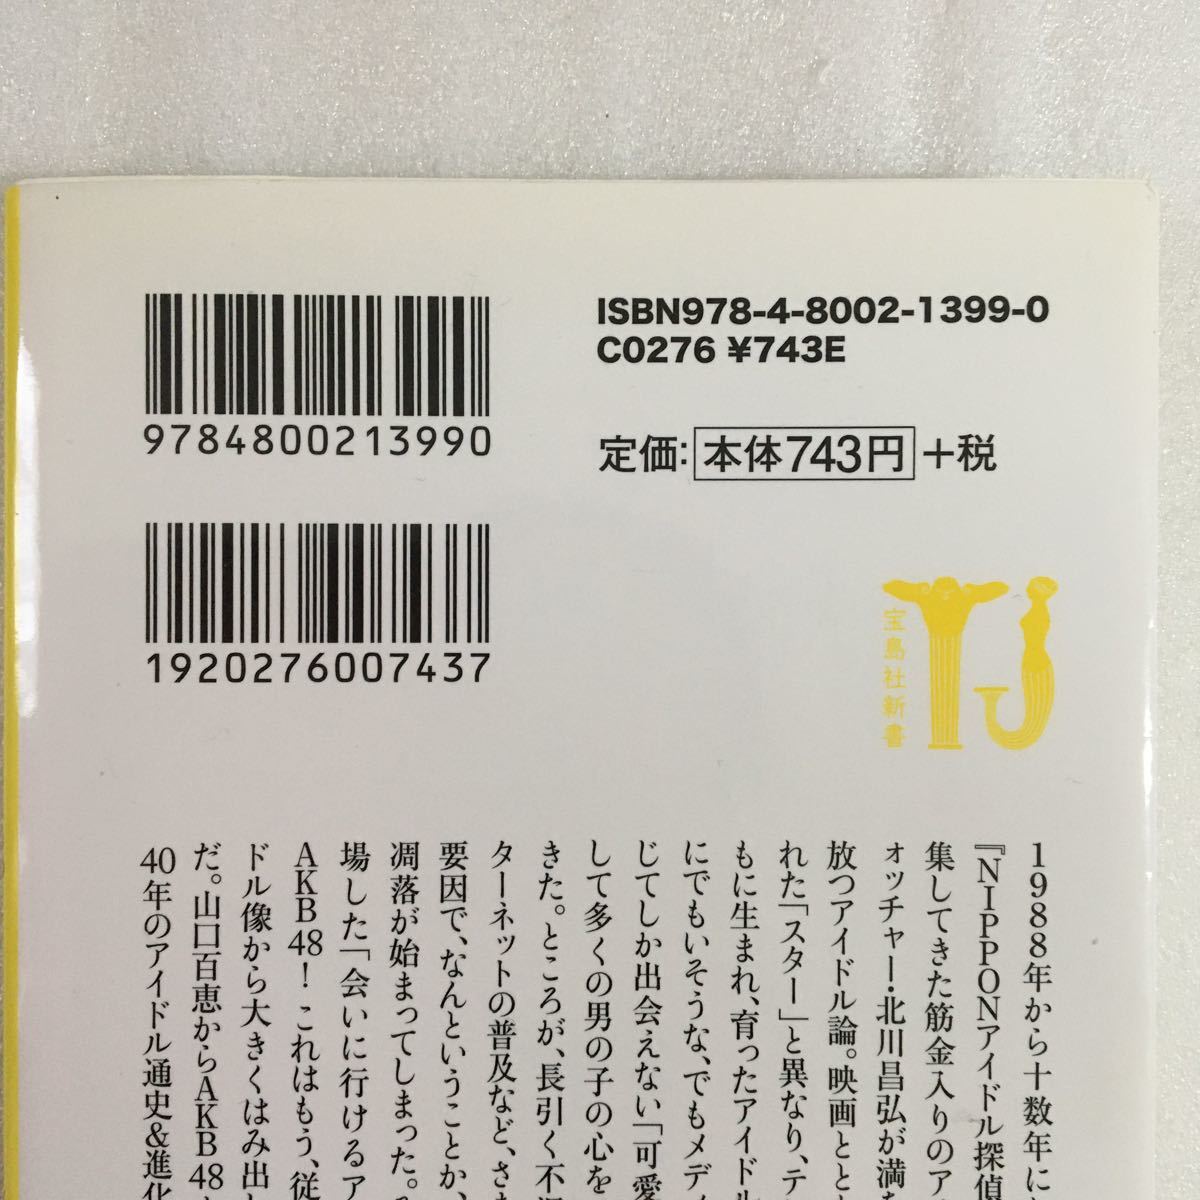 ISBN978-4-8002-1399-0
C0276 ¥743E
9784800213990
定価:本体743円+税
1920276007437
宝島社新書
TJ
1988年から十数年に
『NIPPONアイドル探偵
集してきた筋金入りのア
ォッチャー・北川昌弘が満を
放つアイドル論。映画ととも
れた「スター」と異なり、テ
もに生まれ、育ったアイドル
にでもいそうな、でもメディ
じてしか出会えない「可愛
して多くの男の子の心を
きた。ところが、長引く不
ターネットの普及など、さま
要因で、なんということか、
凋落が始まってしまった。
場した「会いに行けるア
AKB48! これはもう、従
ドル像から大きくはみ出し
だ。山口百恵からAKB48
40年のアイドル通史&進化